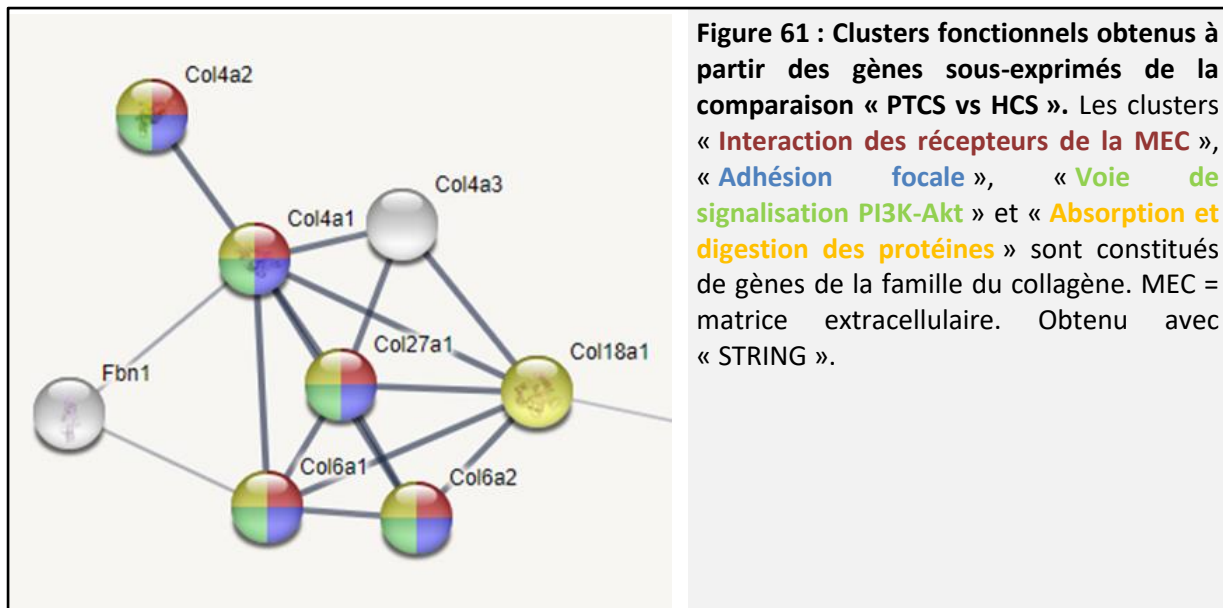 Col4a2
Col4a3
Col4a1
Col27a1
Col18a1
Fbn1
Col6a1
Col6a2
Figure 61 : Clusters fonctionnels obtenus à
partir des gènes sous-exprimés de la
comparaison « PTCS vs HCS ». Les clusters
« Interaction des récepteurs de la MEC »,
« Adhésion focale », « Voie de
signalisation PI3K-Akt » et « Absorption et
digestion des protéines » sont constitués
de gènes de la famille du collagène. MEC =
matrice extracellulaire. Obtenu avec
« STRING ».